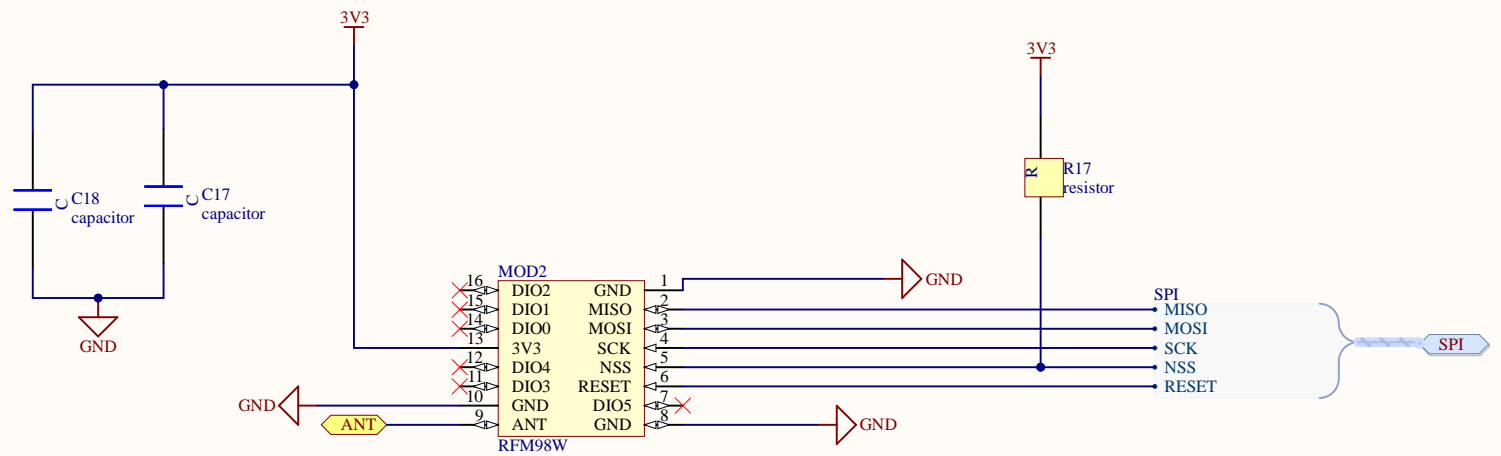 3V3
3V3
C
C18
capacitor
C
C17
capacitor
R
R17
resistor
GND
MOD2
16 DIO2 GND 1
15 DIO1 MISO 2
14 DIO0 MOSI 3
13 3V3 SCK 4
12 DIO4 NSS 5
11 DIO3 RESET 6
10 GND DIO5 7
9 ANT GND 8
RFM98W
GND
ANT
GND
GND
SPI
MISO
MOSI
SCK
NSS
RESET
SPI